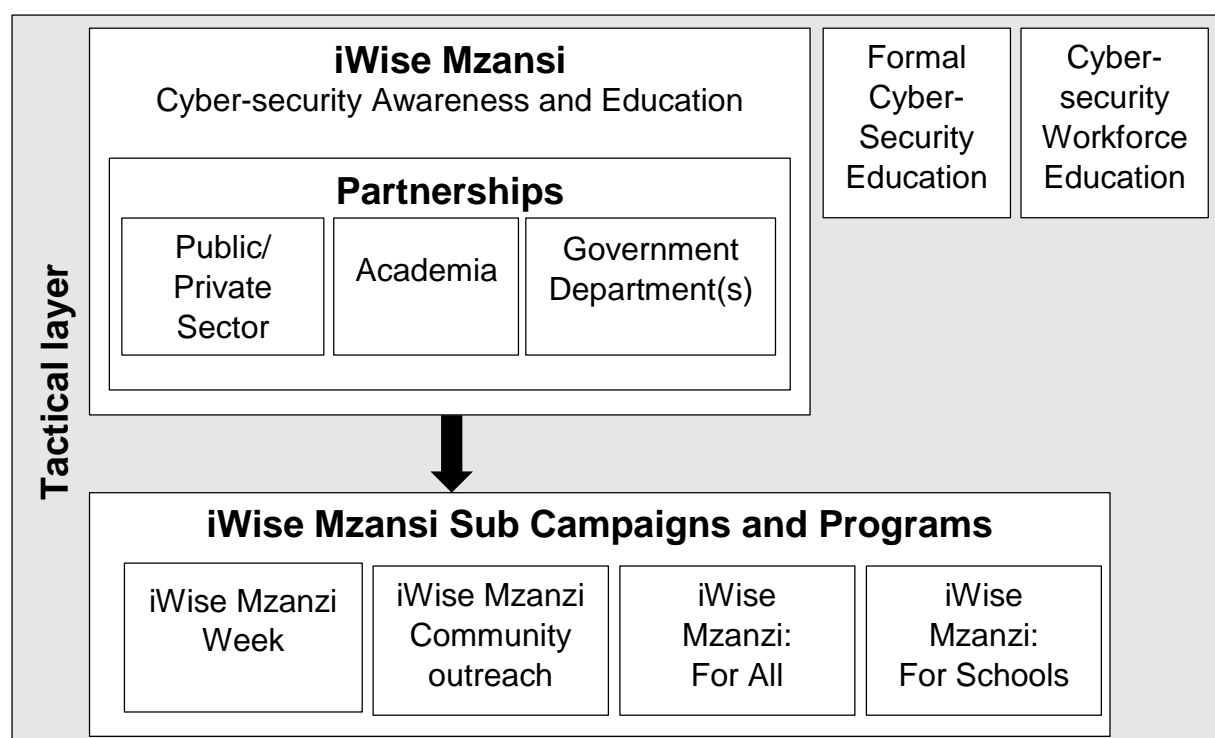 iWise Mzansi
Cyber-security Awareness and Education
Partnerships
Public/
Private
Sector
Academia
Government
Department(s)
Formal
Cyber-
Security
Education
Cyber-
security
Workforce
Education
Tactical layer
iWise Mzansi Sub Campaigns and Programs
iWise Mzanzi
Week
iWise Mzanzi
Community
outreach
iWise
Mzanzi:
For All
iWise
Mzanzi:
For Schools